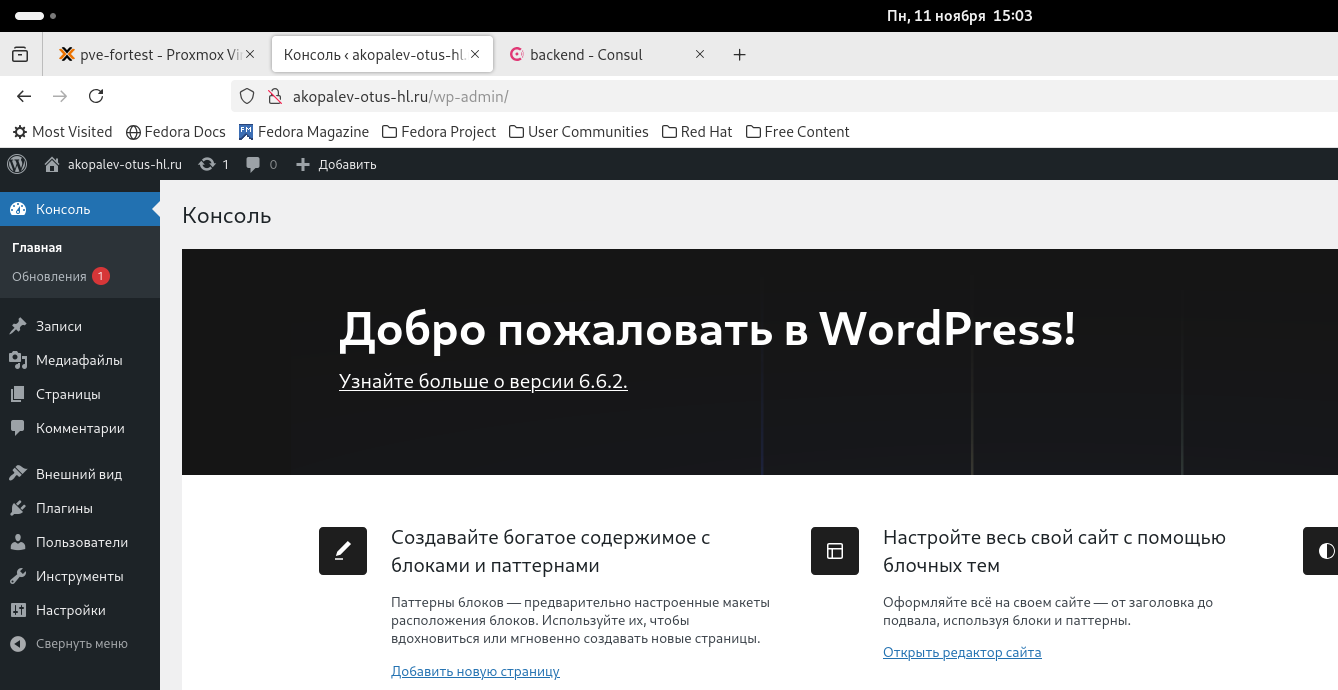 Пн, 11 ноября 15:03
pve-fortest - Proxmox Vi
Консоль ‹ akopalev-otus-hl.
backend - Consul
akopalev-otus-hl.ru/wp-admin/
Most Visited Fedora Docs Fedora Magazine Fedora Project User Communities Red Hat Free Content
akopalev-otus-hl.ru 1 0 Добавить
Консоль
Главная
Обновления 1
Записи
Медиафайлы
Страницы
Комментарии
Внешний вид
Плагины
Пользователи
Инструменты
Настройки
Свернуть меню
Консоль
Добро пожаловать в WordPress!
Узнайте больше о версии 6.6.2.
Создавайте богатое содержимое с
блоками и паттернами
Паттерны блоков — предварительно настроенные макеты
расположения блоков. Используйте их, чтобы
вдохновиться или мгновенно создавать новые страницы.
Добавить новую страницу
Настройте весь свой сайт с помощью
блочных тем
Оформляйте всё на своем сайте — от заголовка до
подвала, используя блоки и паттерны.
Открыть редактор сайта